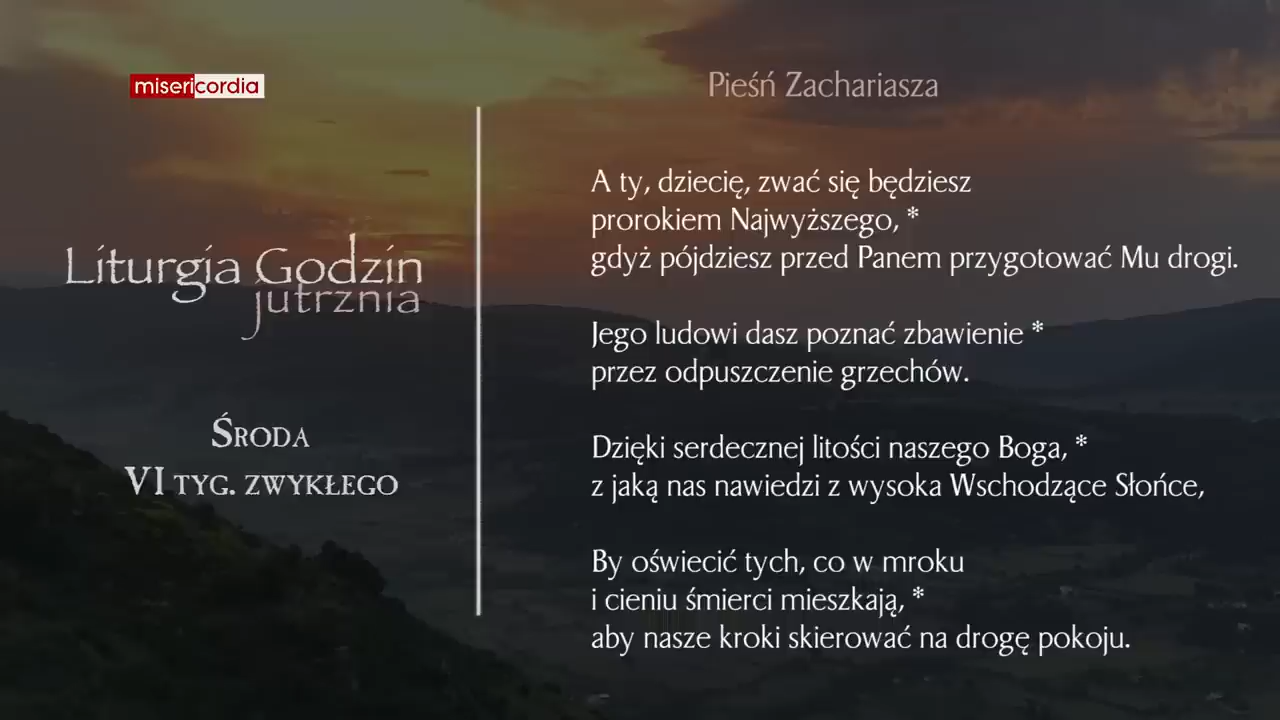 misericordia
Liturgia Godzin
jutrznia
Środa
VI tyg. zwykłego
Pieśń Zachariasza
A ty, dziecię, zwać się będziesz
prorokiem Najwyższego, *
gdyż pójdziesz przed Panem przygotować Mu drogi.
Jego ludowi dasz poznać zbawienie *
przez odpuszczenie grzechów.
Dzięki serdecznej litości naszego Boga, *
z jaką nas nawiedzi z wysoka Wschodzące Słońce,
By oświecić tych, co w mroku
i cieniu śmierci mieszkają, *
aby nasze kroki skierować na drogę pokoju.